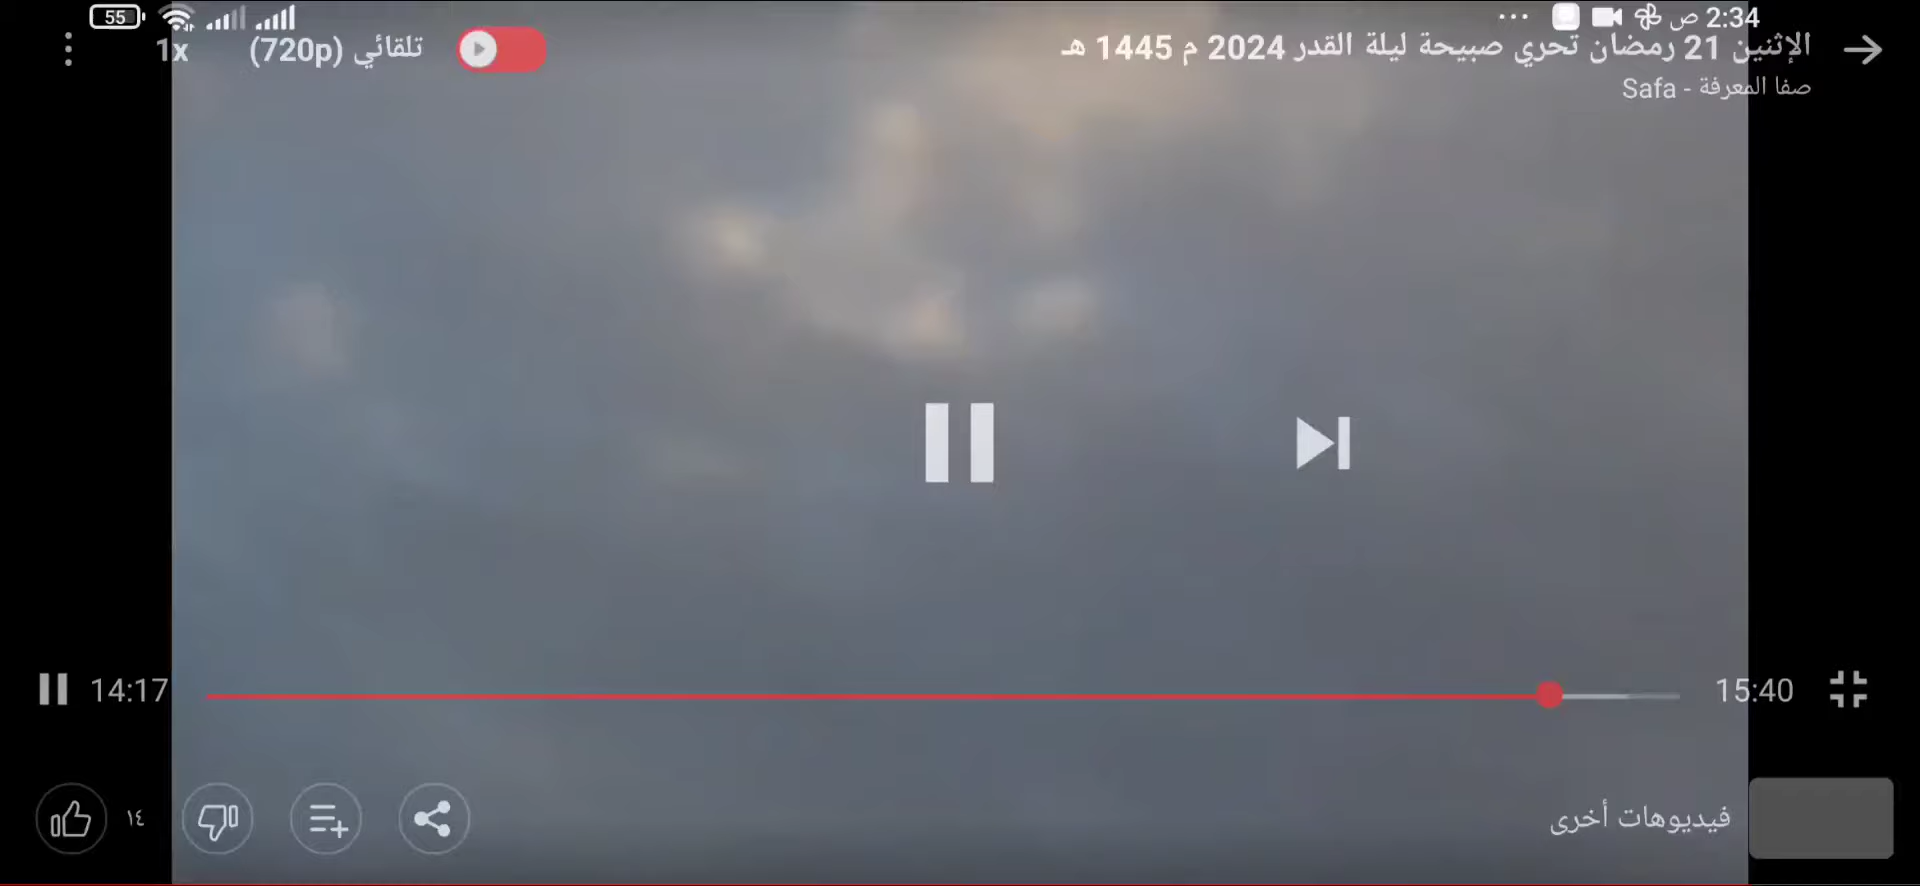 2:34 ص
55
الإثنين 21 رمضان تحري صبيحة ليلة القدر 2024 م 1445 هـ
صفا المعرفة - Safa
تلقائي (720p)
1x
14:17
15:40
١٤
فيديوهات أخرى